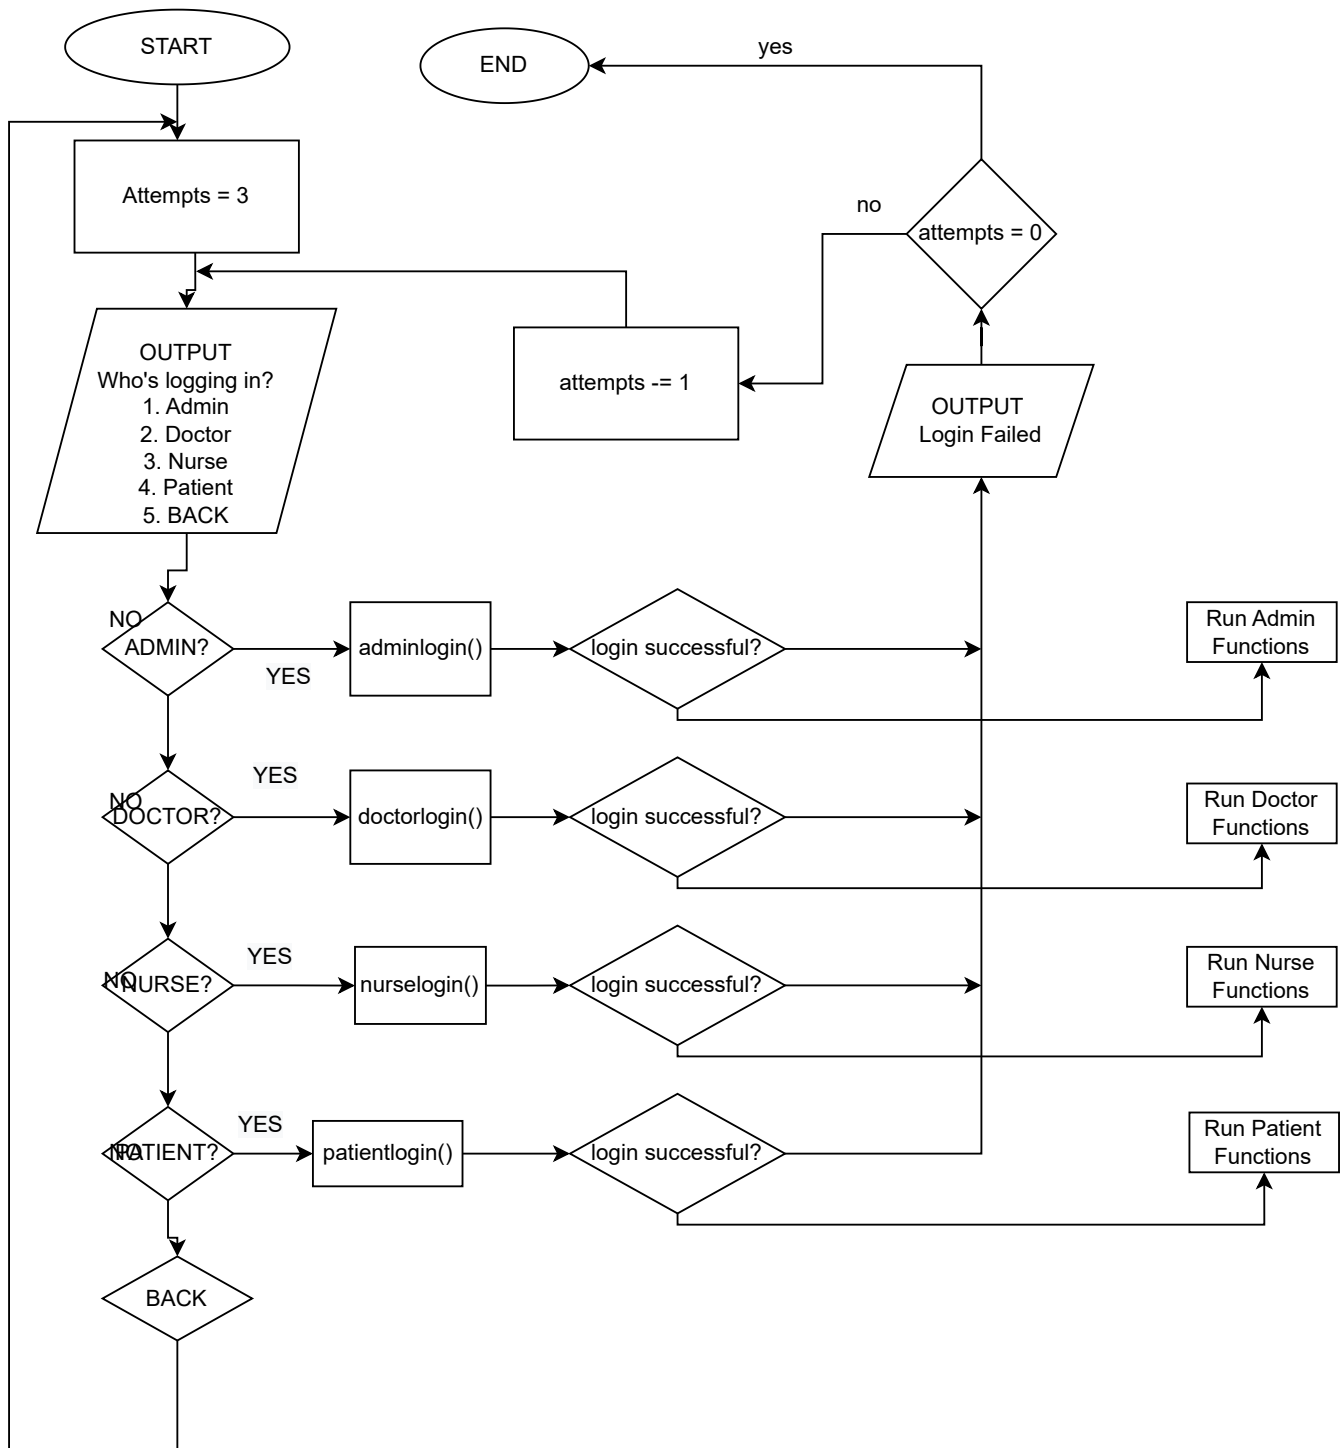 START
END
yes
Attempts = 3
no
attempts = 0
OUTPUT
Who's logging in?
1. Admin
2. Doctor
3. Nurse
4. Patient
5. BACK
attempts -= 1
OUTPUT
Login Failed
NO
ADMIN?
YES
adminlogin()
login successful?
Run Admin
Functions
NO
DOCTOR?
YES
doctorlogin()
login successful?
Run Doctor
Functions
NO
NURSE?
YES
nurselogin()
login successful?
Run Nurse
Functions
NO
PATIENT?
YES
patientlogin()
login successful?
Run Patient
Functions
BACK